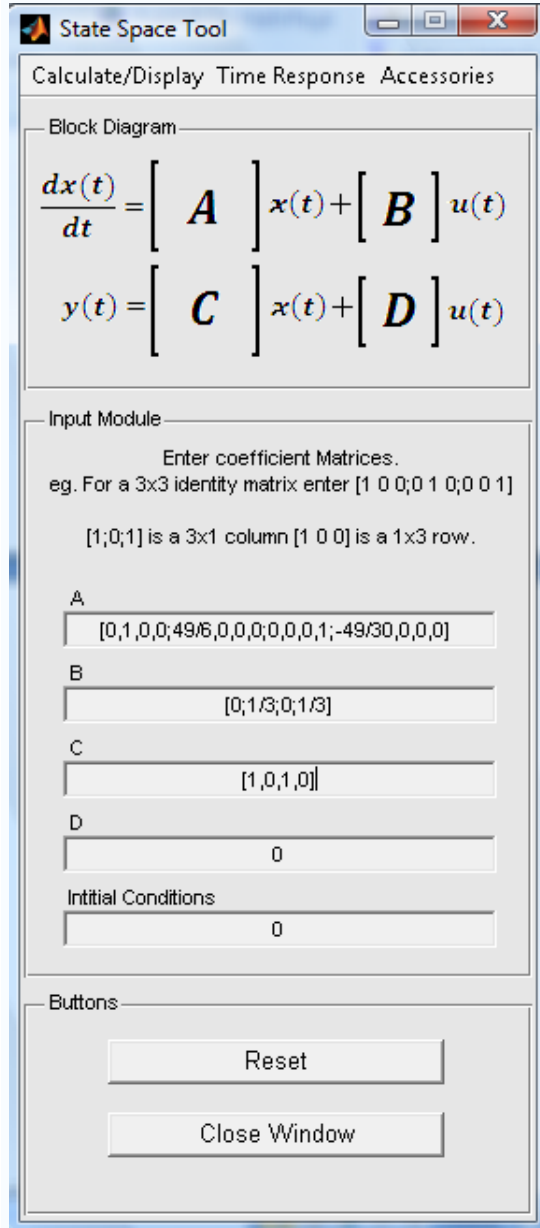 State Space Tool
Calculate/Display Time Response Accessories
Block Diagram
dx(t)/dt = [ A ] x(t) + [ B ] u(t)
y(t) = [ C ] x(t) + [ D ] u(t)
Input Module
Enter coefficient Matrices.
eg. For a 3x3 identity matrix enter [1 0 0;0 1 0;0 0 1]
[1;0;1] is a 3x1 column [1 0 0] is a 1x3 row.
A
[0,1,0,0;49/6,0,0,0;0,0,0,1;-49/30,0,0,0]
B
[0;1/3;0;1/3]
C
[1,0,1,0]
D
0
Intitial Conditions
0
Buttons
Reset
Close Window